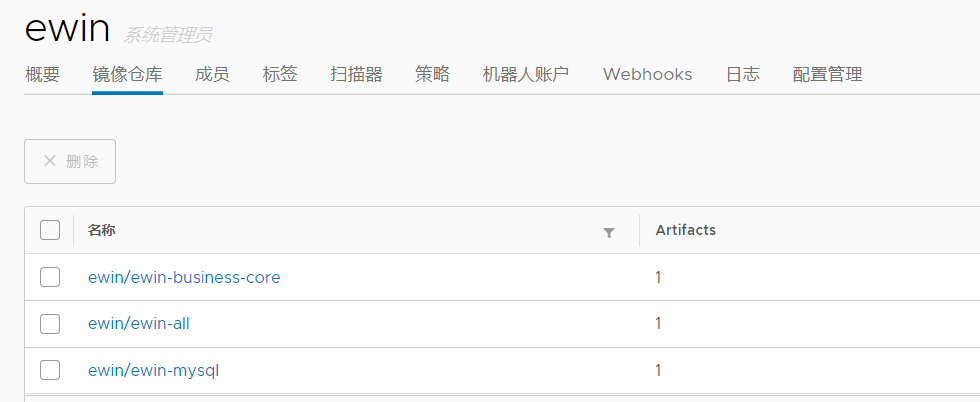 ewin 系统管理员
概要 镜像仓库 成员 标签 扫描器 策略 机器人账户 Webhooks 日志 配置管理
× 删除
名称 Artifacts
ewin/ewin-business-core 1
ewin/ewin-all 1
ewin/ewin-mysql 1